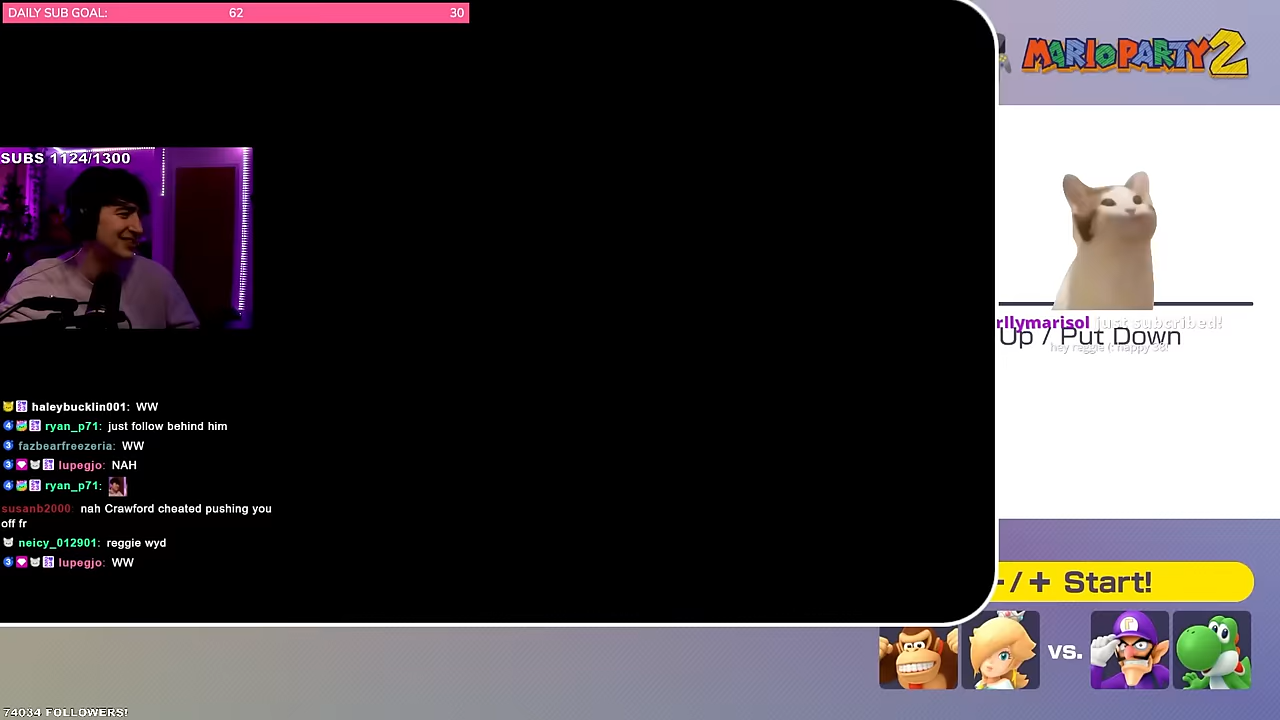 DAILY SUB GOAL: 62 30
MARIO PARTY 2
SUBS 1124/1300
rllymarisol just subcribed!
Up / Put Down
haleybucklin001: WW
ryan_p71: just follow behind him
fazbearfreezeria: WW
lupegjo: NAH
ryan_p71:
susanb2000: nah Crawford cheated pushing you
off fr
neicy_012901: reggie wyd
lupegjo: WW
/ + Start!
vs.
74034 FOLLOWERS!